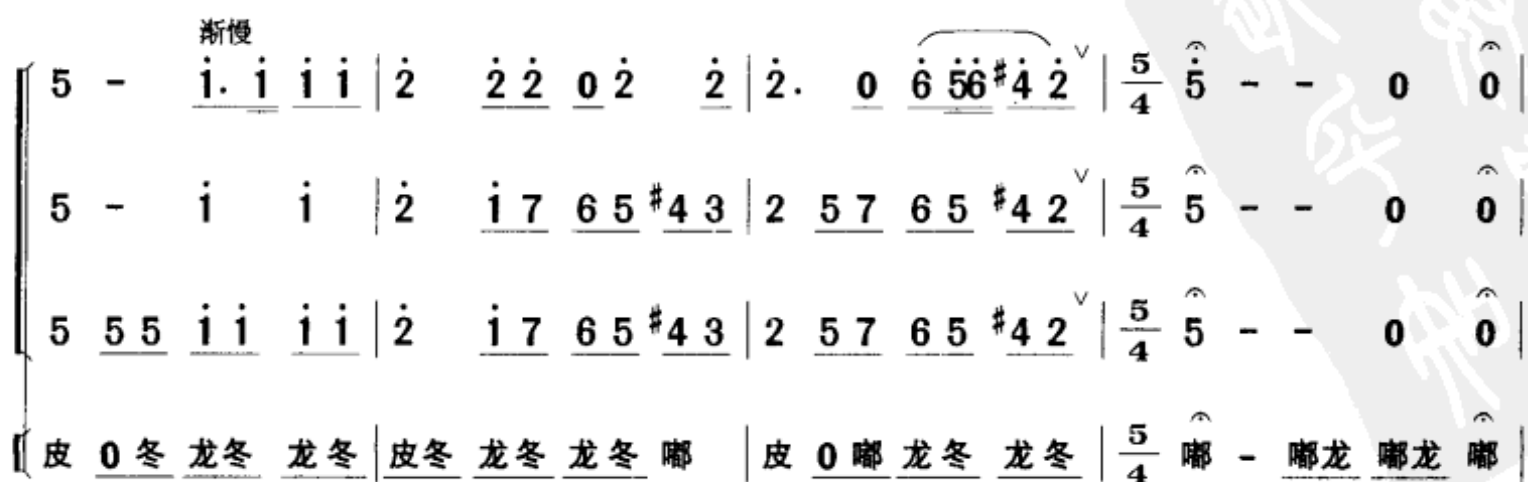 渐慢
5 - i̇. i̇ i̇ i̇ | 2̇ 2̇ 2̇ 0 2̇ 2̇ | 2̇. 0 6̇ 5̇6̇ #4̇ 2̇ ∨ | 5/4 5̇ - - 0 0 |
5 - i̇ i̇ | 2̇ i̇ 7 6 5 #4 3 | 2 5 7 6 5 #4 2 ∨ | 5/4 5 - - 0 0 |
5 5 5 i̇ i̇ i̇ i̇ | 2̇ i̇ 7 6 5 #4 3 | 2 5 7 6 5 #4 2 ∨ | 5/4 5 - - 0 0 |
皮 0 冬 龙冬 龙冬 | 皮冬 龙冬 龙冬 嘟 | 皮 0 嘟 龙冬 龙冬 | 5/4 嘟 - 嘟龙 嘟龙 嘟